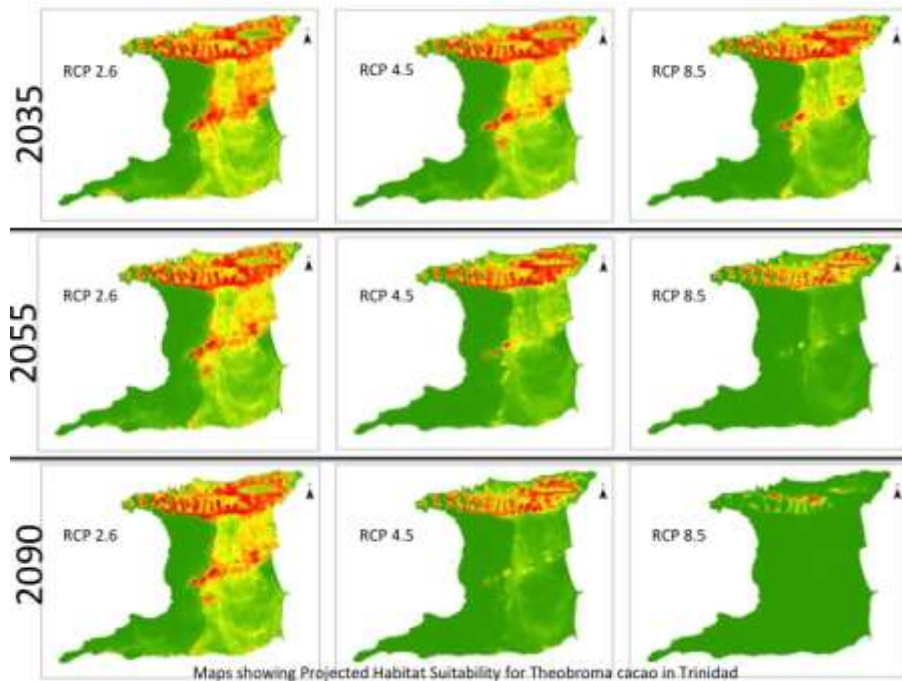 2035
RCP 2.6
RCP 4.5
RCP 8.5
2055
RCP 2.6
RCP 4.5
RCP 8.5
2090
RCP 2.6
RCP 4.5
RCP 8.5
Maps showing Projected Habitat Suitability for Theobroma cacao in Trinidad